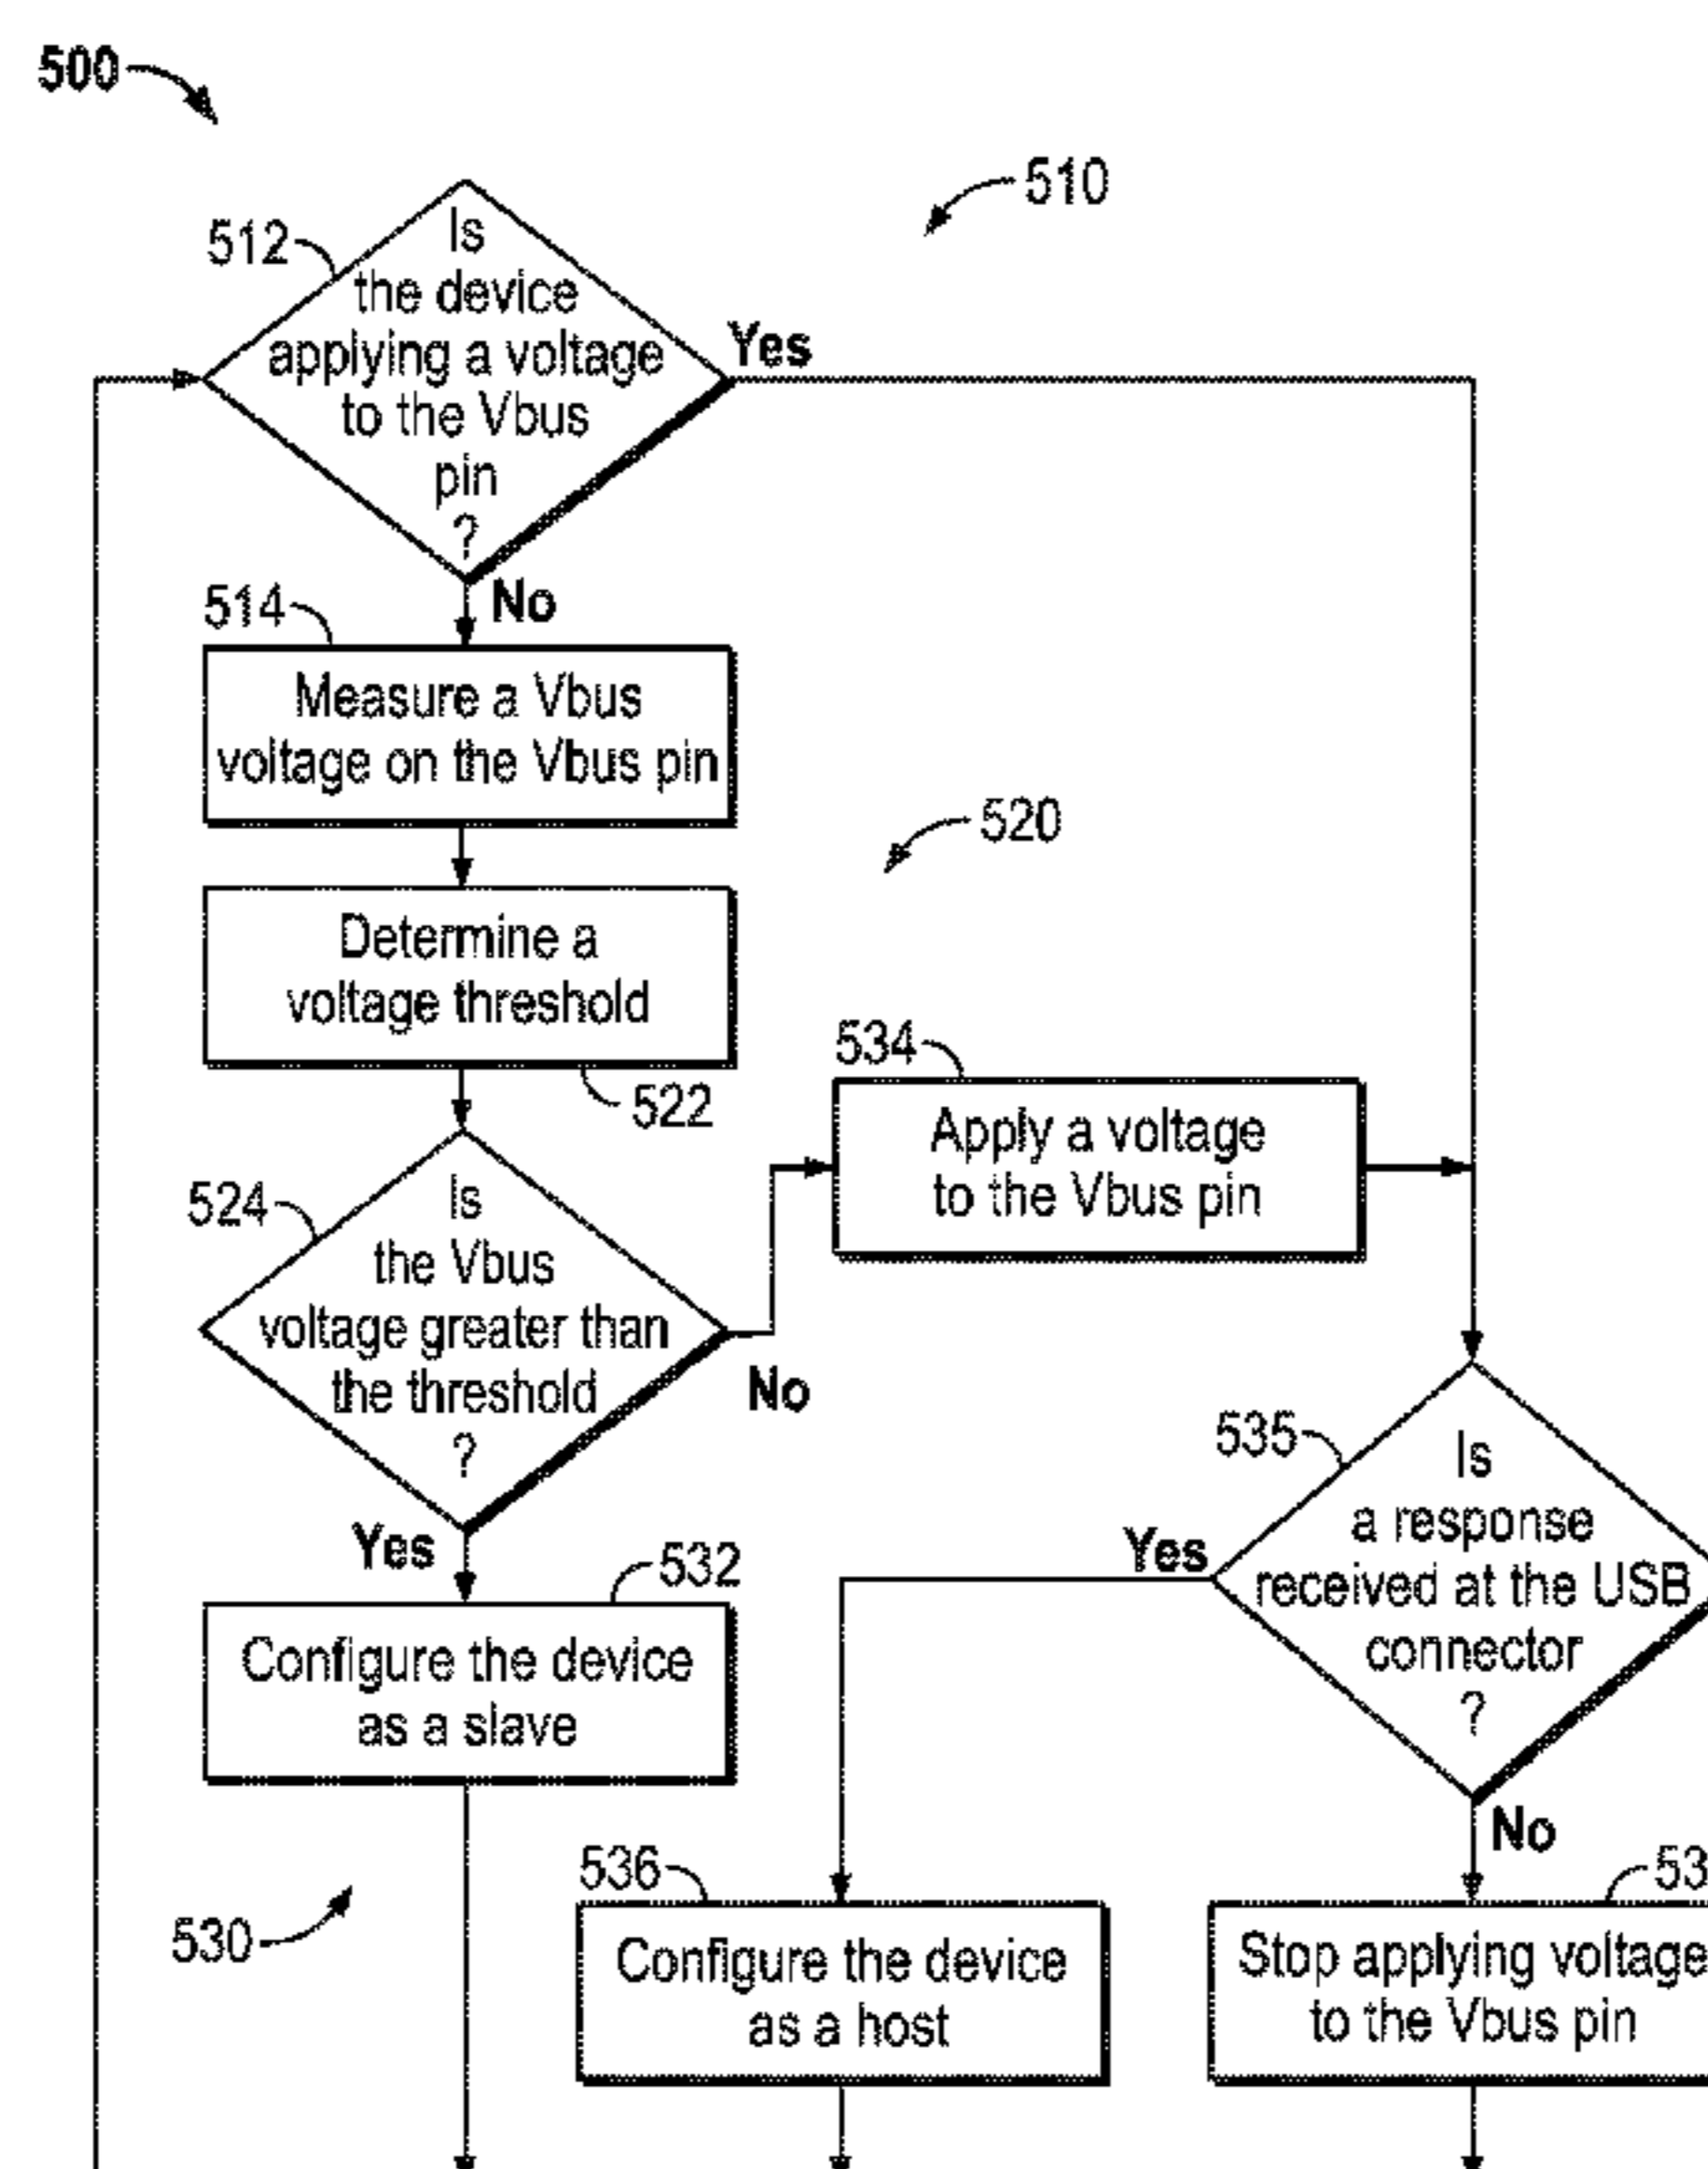 500
510
512
Is
the device
applying a voltage
to the Vbus
pin
?
Yes
No
514
Measure a Vbus
voltage on the Vbus pin
520
Determine a
voltage threshold
522
534
Apply a voltage
to the Vbus pin
524
Is
the Vbus
voltage greater than
the threshold
?
No
Yes
535
Is
a response
received at the USB
connector
?
Yes
No
532
Configure the device
as a slave
530
536
Configure the device
as a host
53
Stop applying voltage
to the Vbus pin